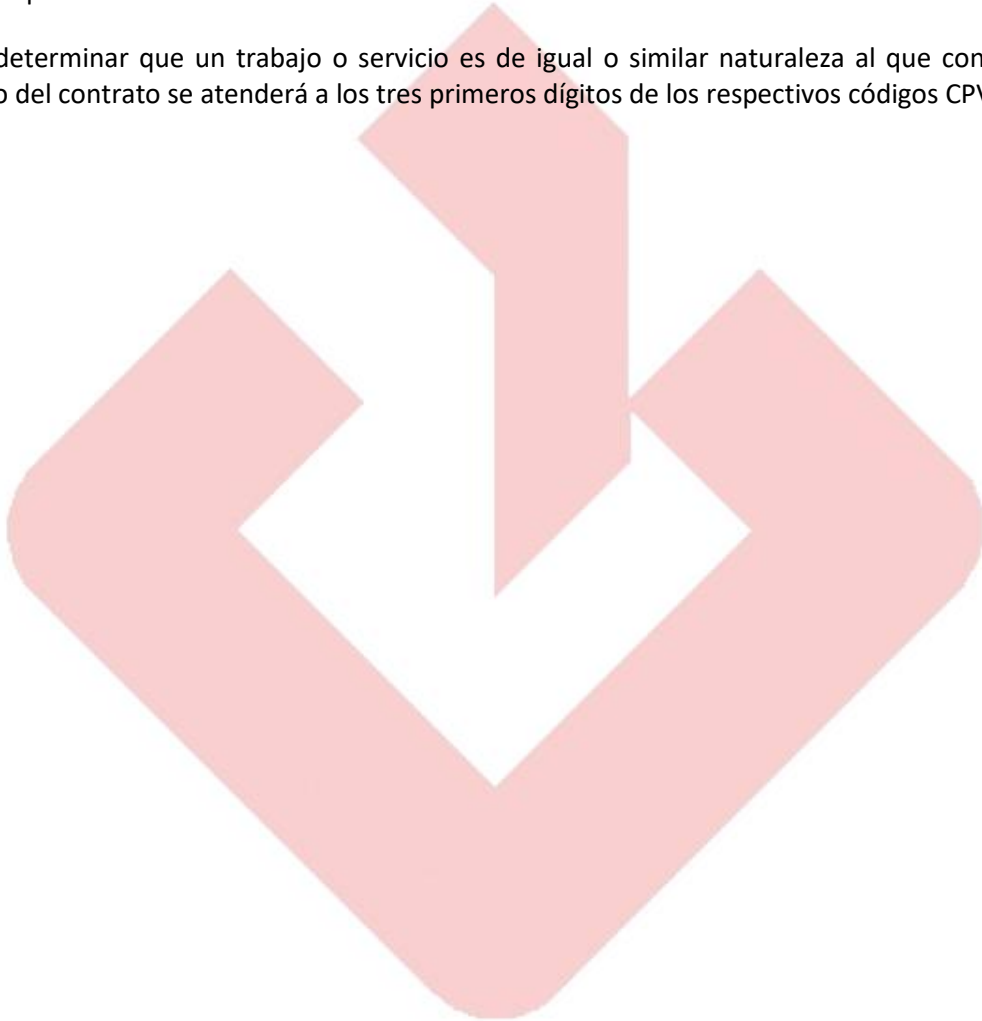 determinar que un trabajo o servicio es de igual o similar naturaleza al que con
o del contrato se atenderá a los tres primeros dígitos de los respectivos códigos CPV